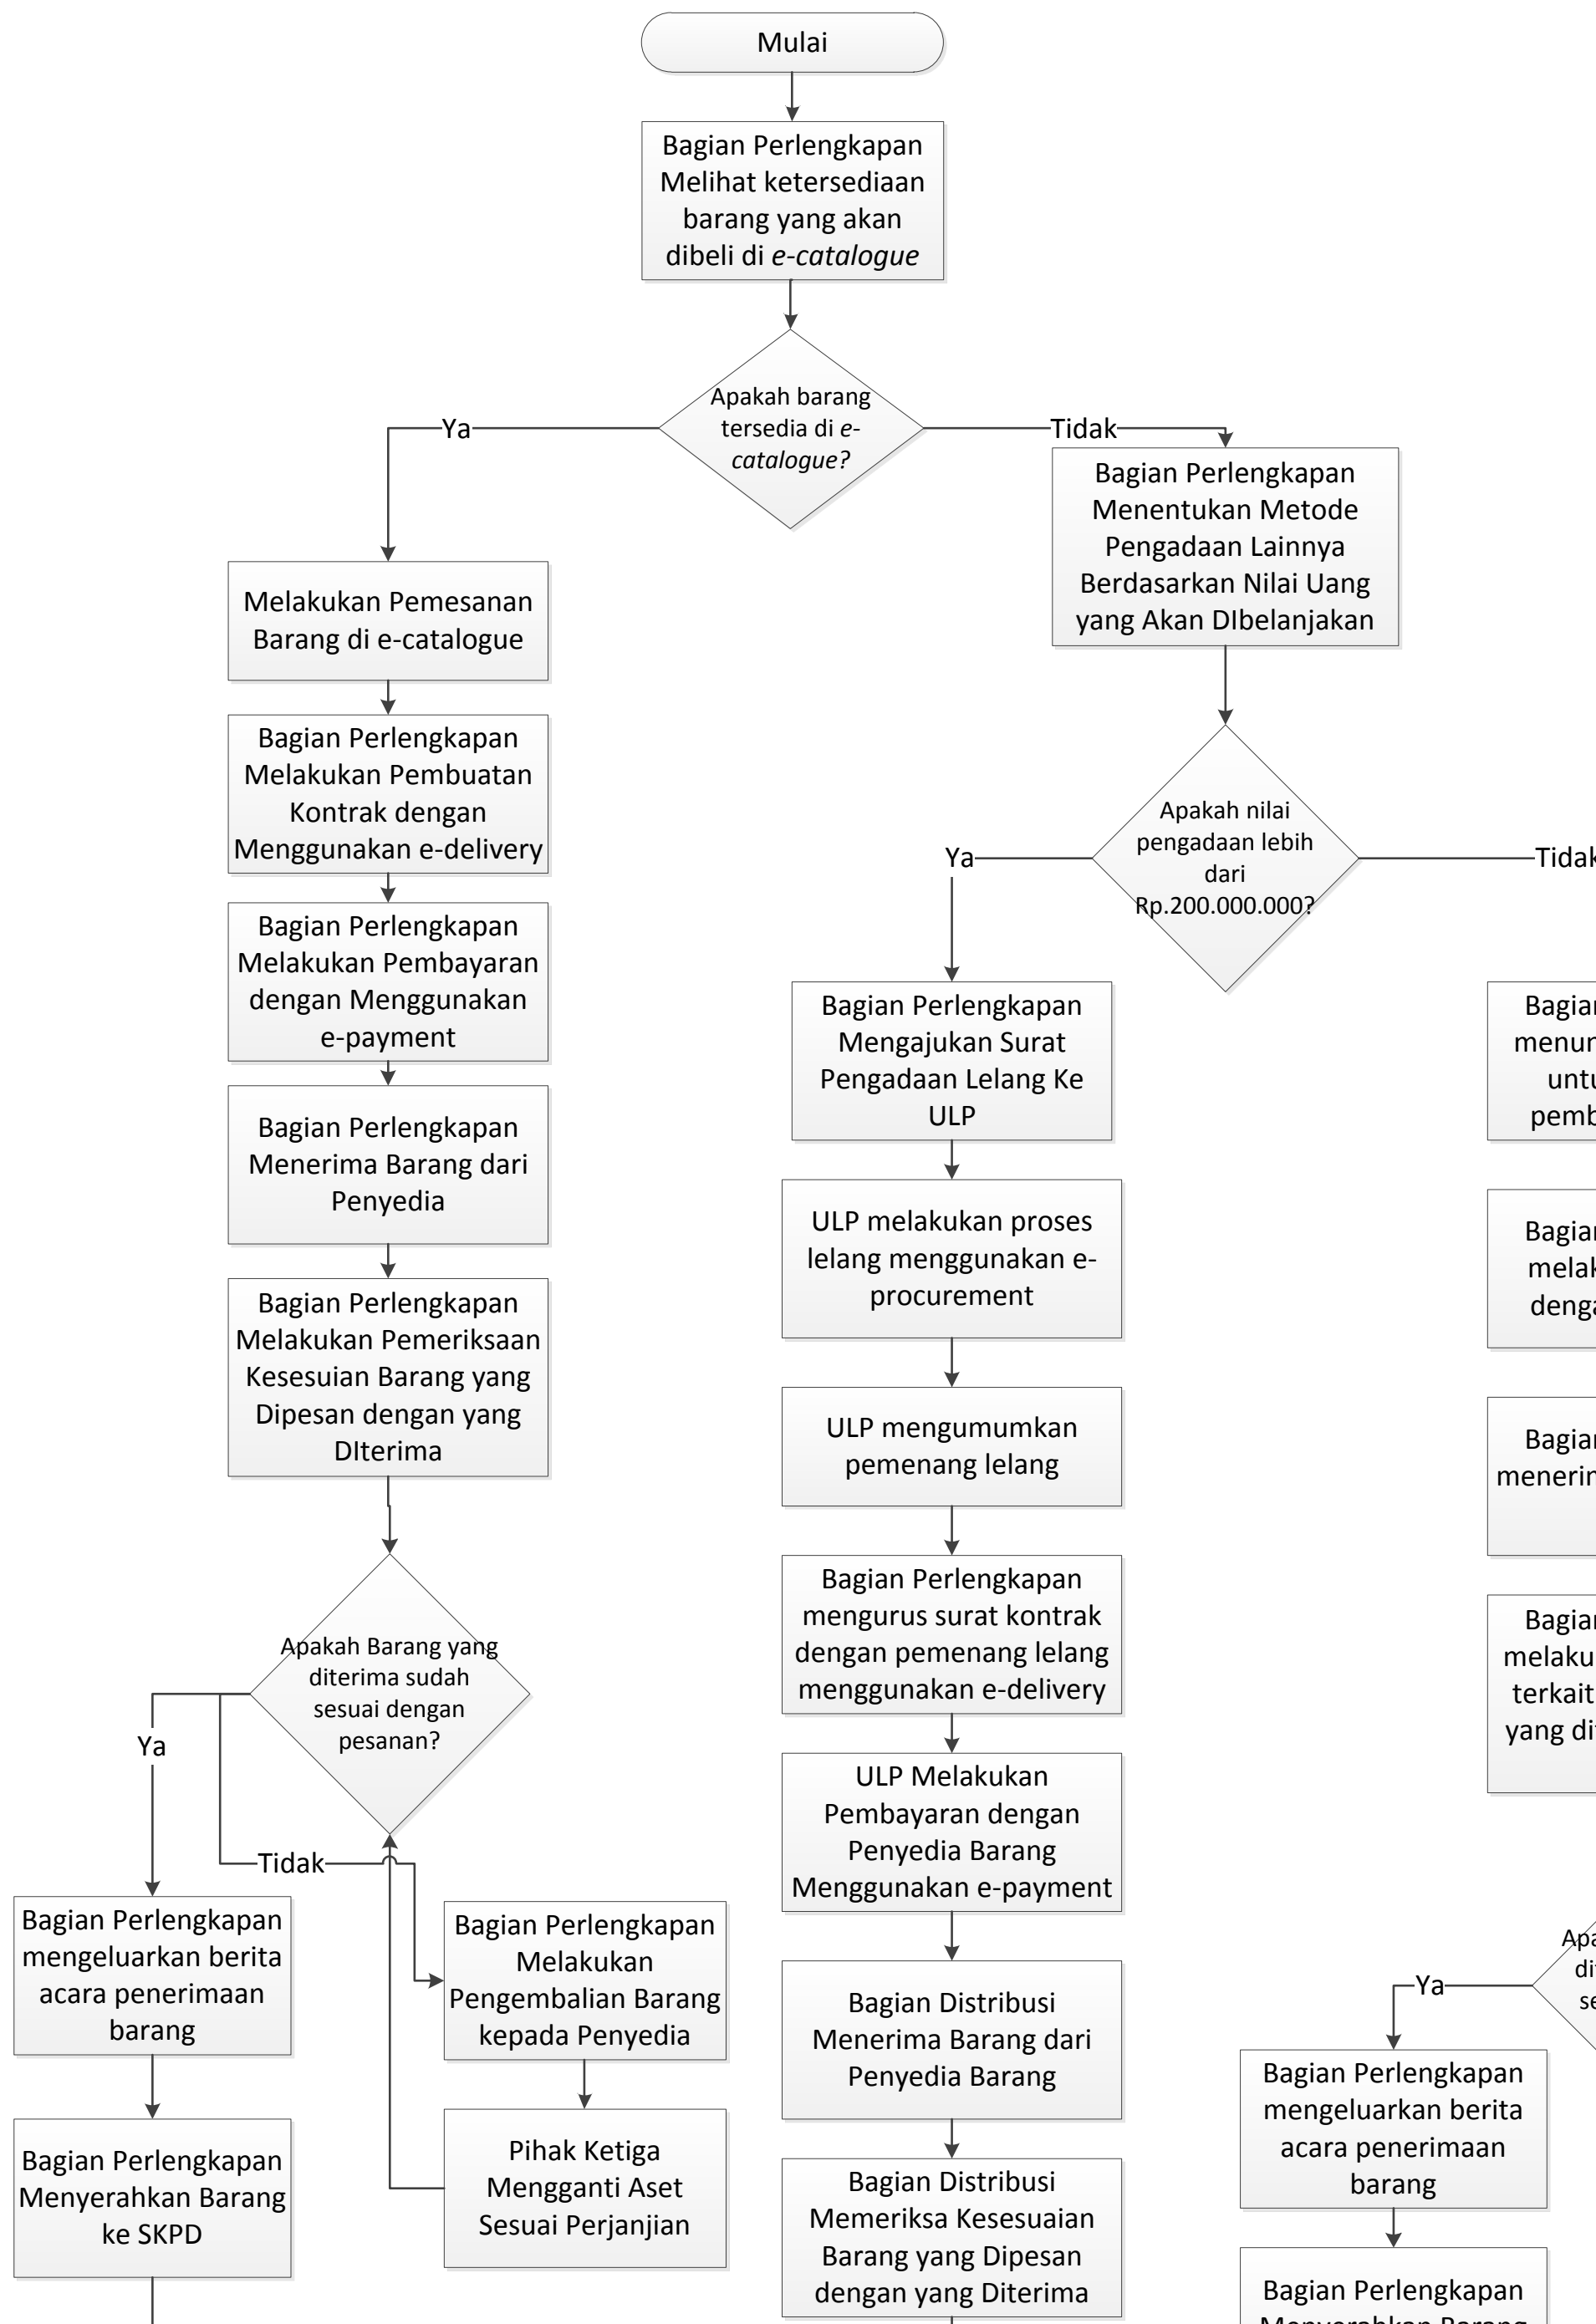 Mulai
Bagian Perlengkapan
Melihat ketersediaan
barang yang akan
dibeli di e-catalogue
Apakah barang
tersedia di e-
catalogue?
Ya
Tidak
Bagian Perlengkapan
Menentukan Metode
Pengadaan Lainnya
Berdasarkan Nilai Uang
yang Akan DIbelanjakan
Melakukan Pemesanan
Barang di e-catalogue
Bagian Perlengkapan
Melakukan Pembuatan
Kontrak dengan
Menggunakan e-delivery
Bagian Perlengkapan
Melakukan Pembayaran
dengan Menggunakan
e-payment
Bagian Perlengkapan
Menerima Barang dari
Penyedia
Bagian Perlengkapan
Melakukan Pemeriksaan
Kesesuian Barang yang
Dipesan dengan yang
DIterima
Apakah Barang yang
diterima sudah
sesuai dengan
pesanan?
Ya
Tidak
Bagian Perlengkapan
mengeluarkan berita
acara penerimaan
barang
Bagian Perlengkapan
Menyerahkan Barang
ke SKPD
Bagian Perlengkapan
Melakukan
Pengembalian Barang
kepada Penyedia
Pihak Ketiga
Mengganti Aset
Sesuai Perjanjian
Apakah nilai
pengadaan lebih
dari
Rp.200.000.000?
Ya
Tidak
Bagian Perlengkapan
Mengajukan Surat
Pengadaan Lelang Ke
ULP
ULP melakukan proses
lelang menggunakan e-
procurement
ULP mengumumkan
pemenang lelang
Bagian Perlengkapan
mengurus surat kontrak
dengan pemenang lelang
menggunakan e-delivery
ULP Melakukan
Pembayaran dengan
Penyedia Barang
Menggunakan e-payment
Bagian Distribusi
Menerima Barang dari
Penyedia Barang
Bagian Distribusi
Memeriksa Kesesuaian
Barang yang Dipesan
dengan yang Diterima
terkait
yang
Ya
Bagian Perlengkapan
mengeluarkan berita
acara penerimaan
barang
Bagian Perlengkapan
Menyerahkan Barang